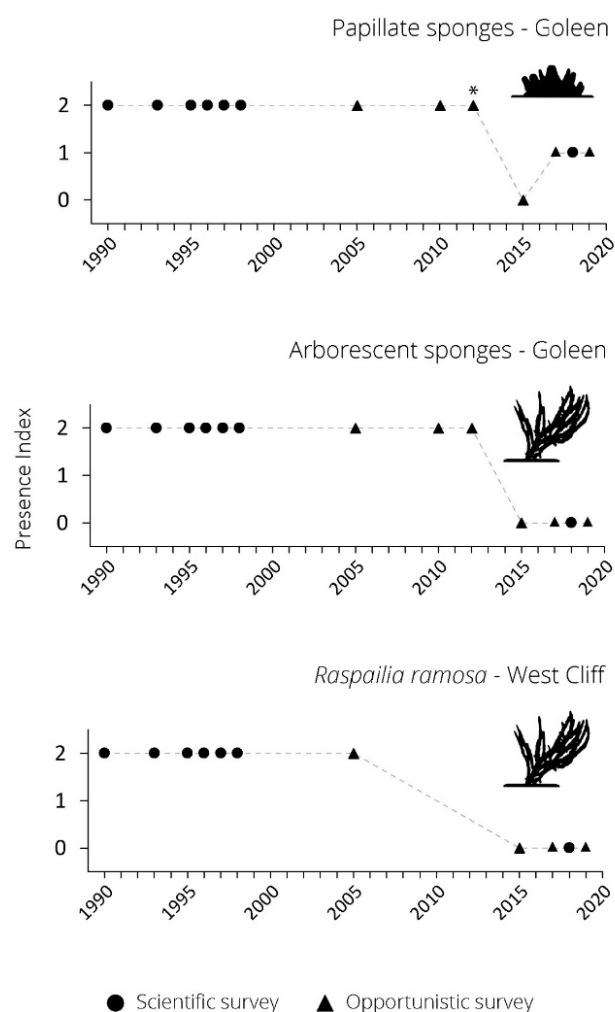 Papillate sponges - Goleen
*
2
1
0
1990 1995 2000 2005 2010 2015 2020
Arborescent sponges - Goleen
Presence Index
2
1
0
1990 1995 2000 2005 2010 2015 2020
Raspailia ramosa - West Cliff
2
1
0
1990 1995 2000 2005 2010 2015 2020
Scientific survey Opportunistic survey